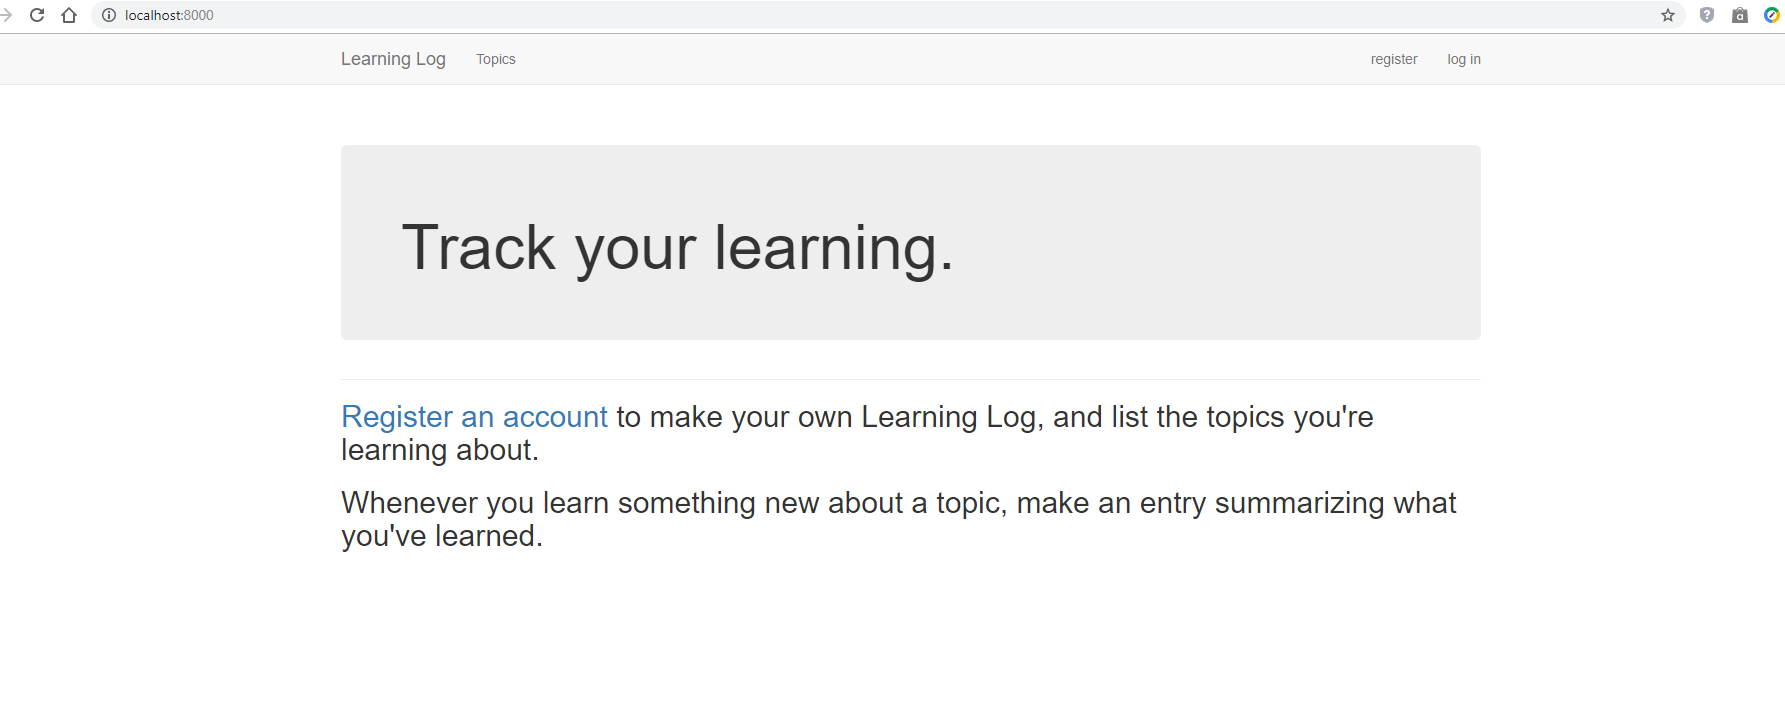 localhost:8000
Learning Log Topics register log in
Track your learning.
Register an account to make your own Learning Log, and list the topics you're
learning about.
Whenever you learn something new about a topic, make an entry summarizing what
you've learned.